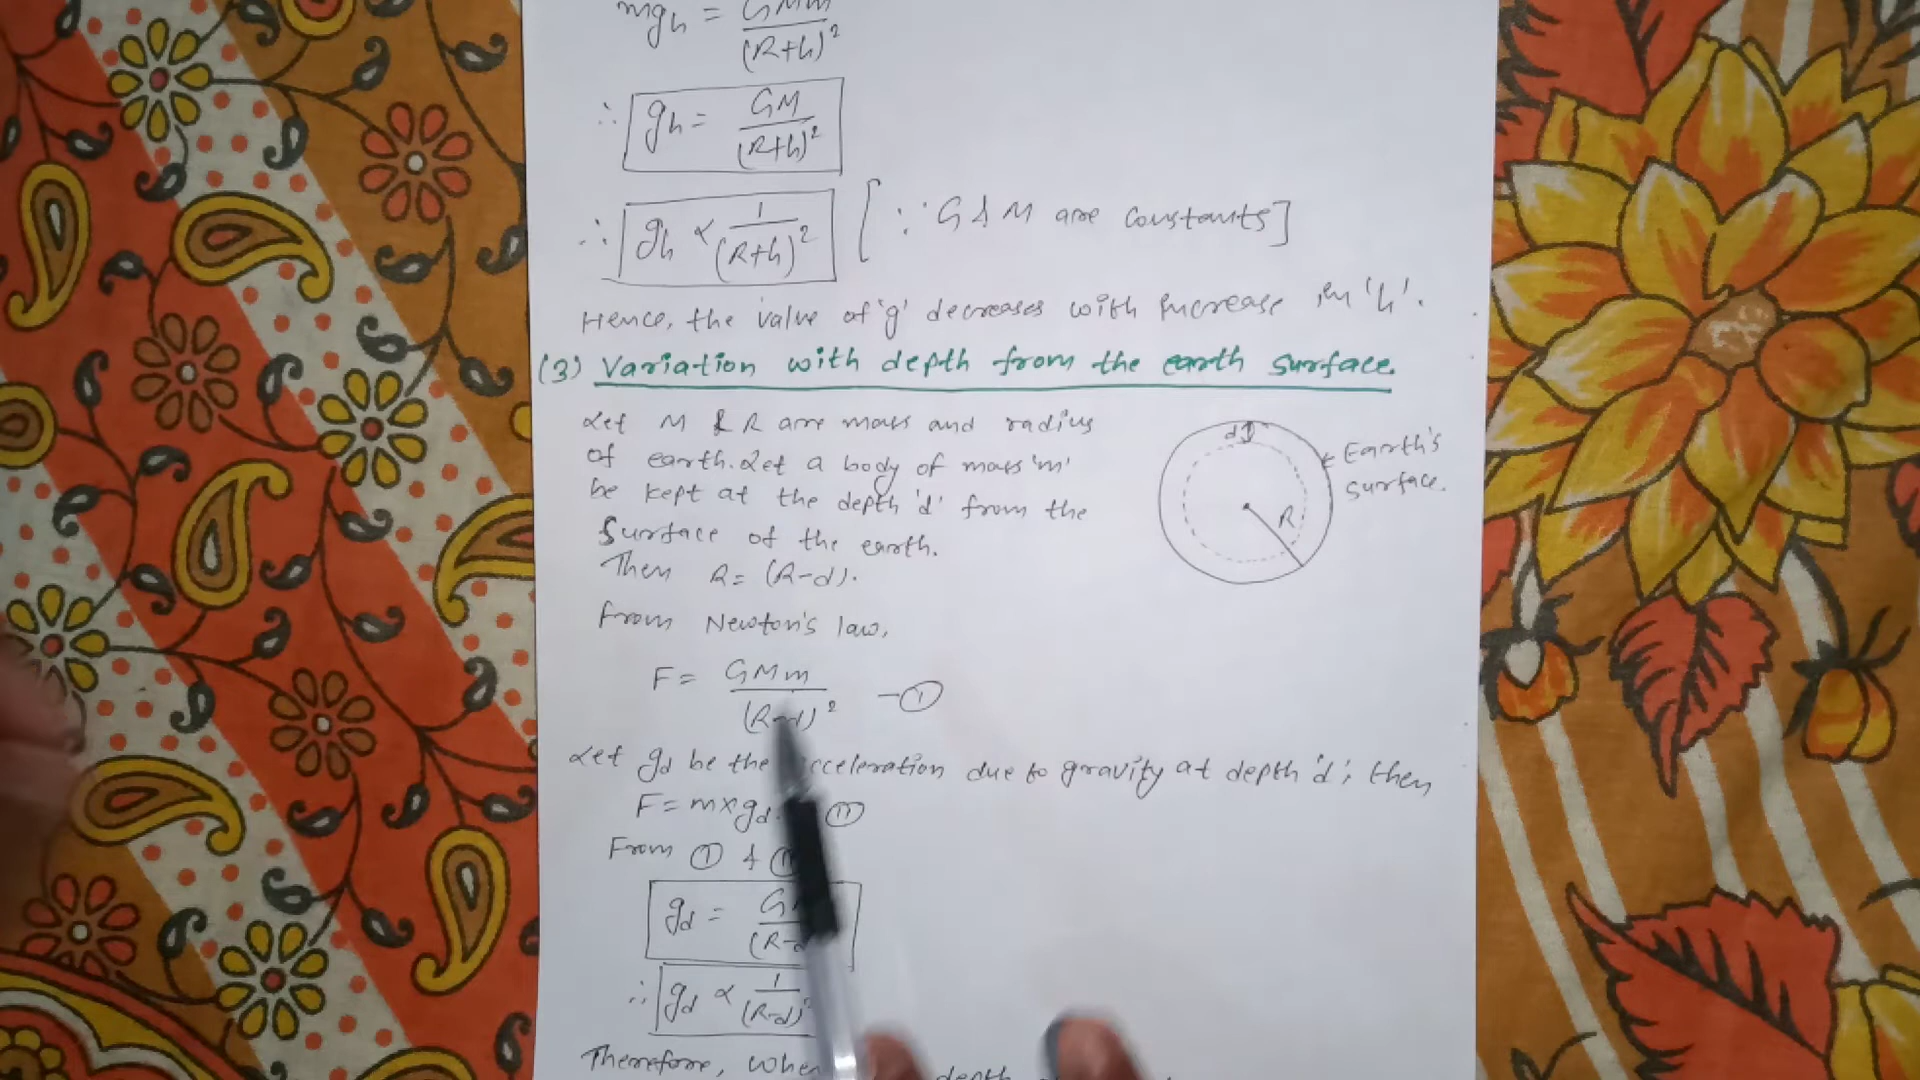 mgh = GMm/(R+h)²
∴ gh = GM/(R+h)²
∴ gh ∝ 1/(R+h)² [∵ G & M are constants]
Hence, the value of 'g' decreases with increase in 'h'.
(3) Variation with depth from the earth surface.
Let M & R are mass and radius
of earth. Let a body of mass 'm'
be kept at the depth 'd' from the
surface of the earth.
Then R = (R-d).
d
R
Earth's
surface.
From Newton's law,
F = GMm/(R-d)² - (I)
Let gd be the acceleration due to gravity at depth 'd', then
F = m×gd (II)
From (I) & (II)
gd = G/(R-d
∴ gd ∝ 1/(R-d)²
Therefore, when depth